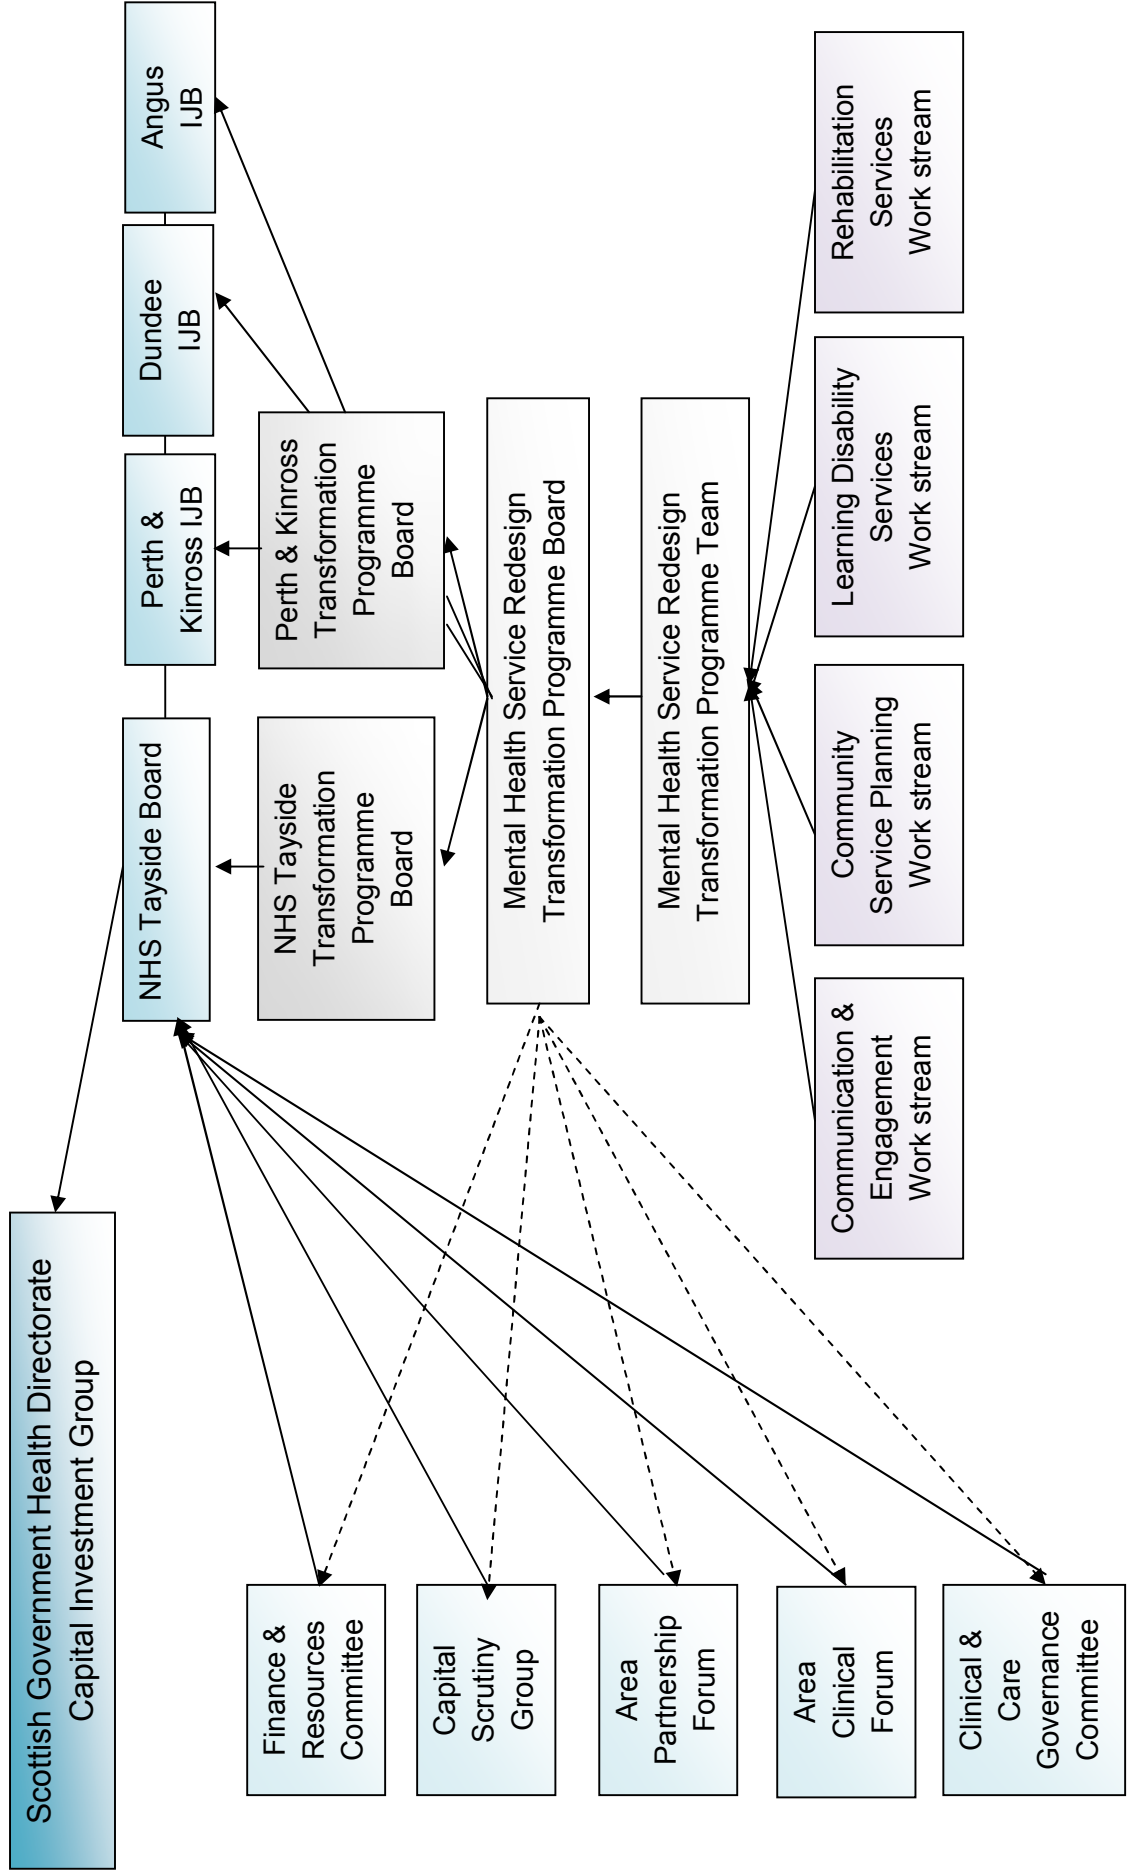 Scottish Government Health Directorate
Capital Investment Group
NHS Tayside Board
Perth &
Kinross IJB
Dundee
IJB
Angus
IJB
Finance &
Resources
Committee
NHS Tayside
Transformation
Programme
Board
Perth & Kinross
Transformation
Programme
Board
Capital
Scrutiny
Group
Mental Health Service Redesign
Transformation Programme Board
Area
Partnership
Forum
Mental Health Service Redesign
Transformation Programme Team
Area
Clinical
Forum
Communication &
Engagement
Work stream
Community
Service Planning
Work stream
Learning Disability
Services
Work stream
Rehabilitation
Services
Work stream
Clinical &
Care
Governance
Committee